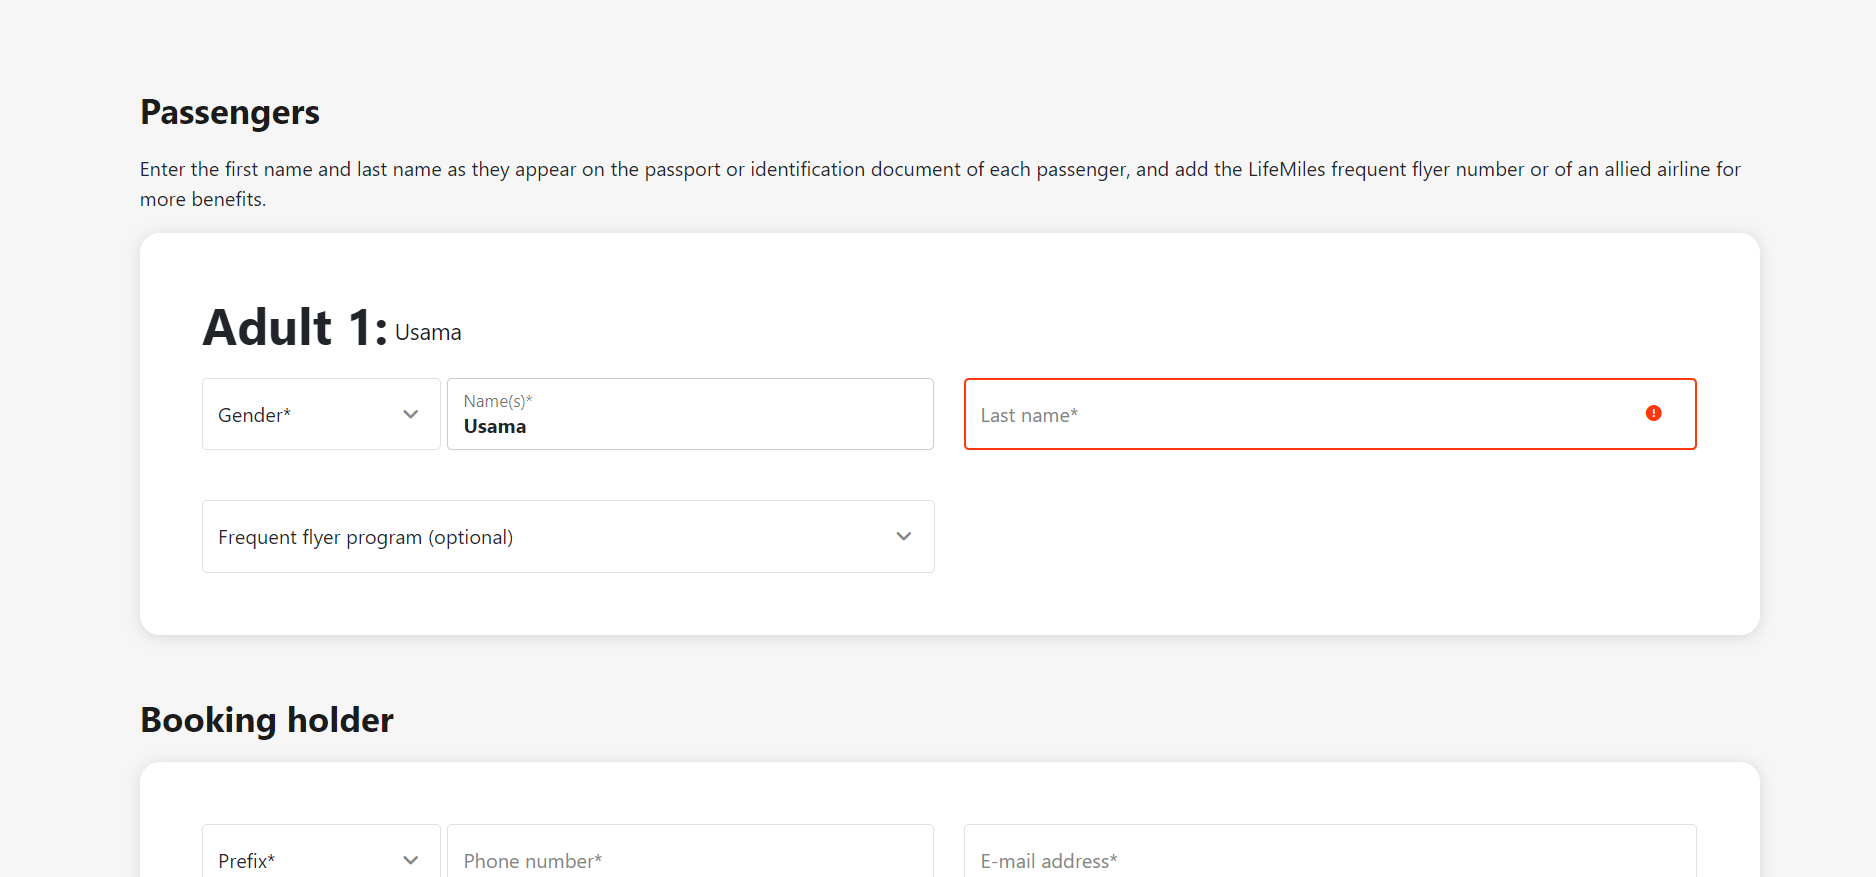 Passengers
Enter the first name and last name as they appear on the passport or identification document of each passenger, and add the LifeMiles frequent flyer number or of an allied airline for
more benefits.
Adult 1: Usama
Gender*
Name(s)*
Usama
Last name*
Frequent flyer program (optional)
Booking holder
Prefix*
Phone number*
E-mail address*